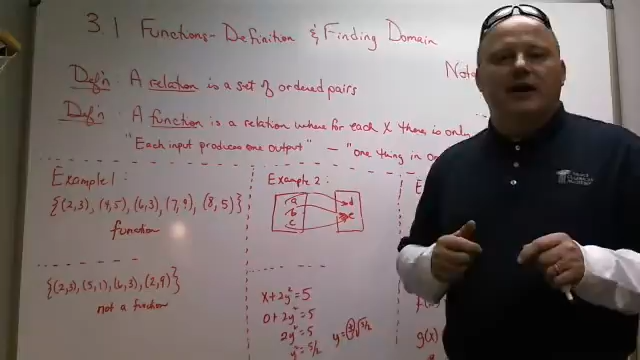 3.1 Functions - Definition & Finding Domain
Def'n: A relation is a set of ordered pairs
Def'n: A function is a relation where for each X there is only
"Each input produces one output" — "one thing in
Example 1
{(2,3), (4,5), (6,3), (7,9), (8,5)}
function
{(2,3), (5,1), (6,3), (2,9)}
not a function
Example 2
a
b
c
d
e
x+2y²=5
0+2y²=5
2y²=5
y²=5/2
g(x)